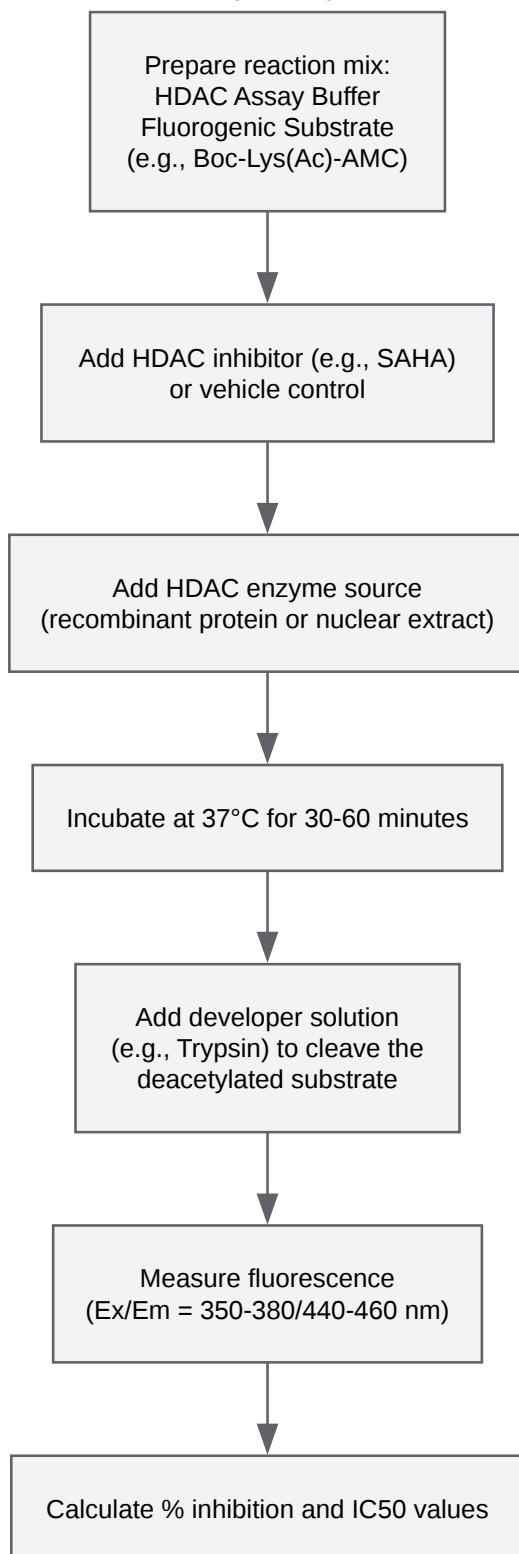 Prepare reaction mix:
HDAC Assay Buffer
Fluorogenic Substrate
(e.g., Boc-Lys(Ac)-AMC)
Add HDAC inhibitor (e.g., SAHA)
or vehicle control
Add HDAC enzyme source
(recombinant protein or nuclear extract)
Incubate at 37°C for 30-60 minutes
Add developer solution
(e.g., Trypsin) to cleave the
deacetylated substrate
Measure fluorescence
(Ex/Em = 350-380/440-460 nm)
Calculate % inhibition and IC50 values